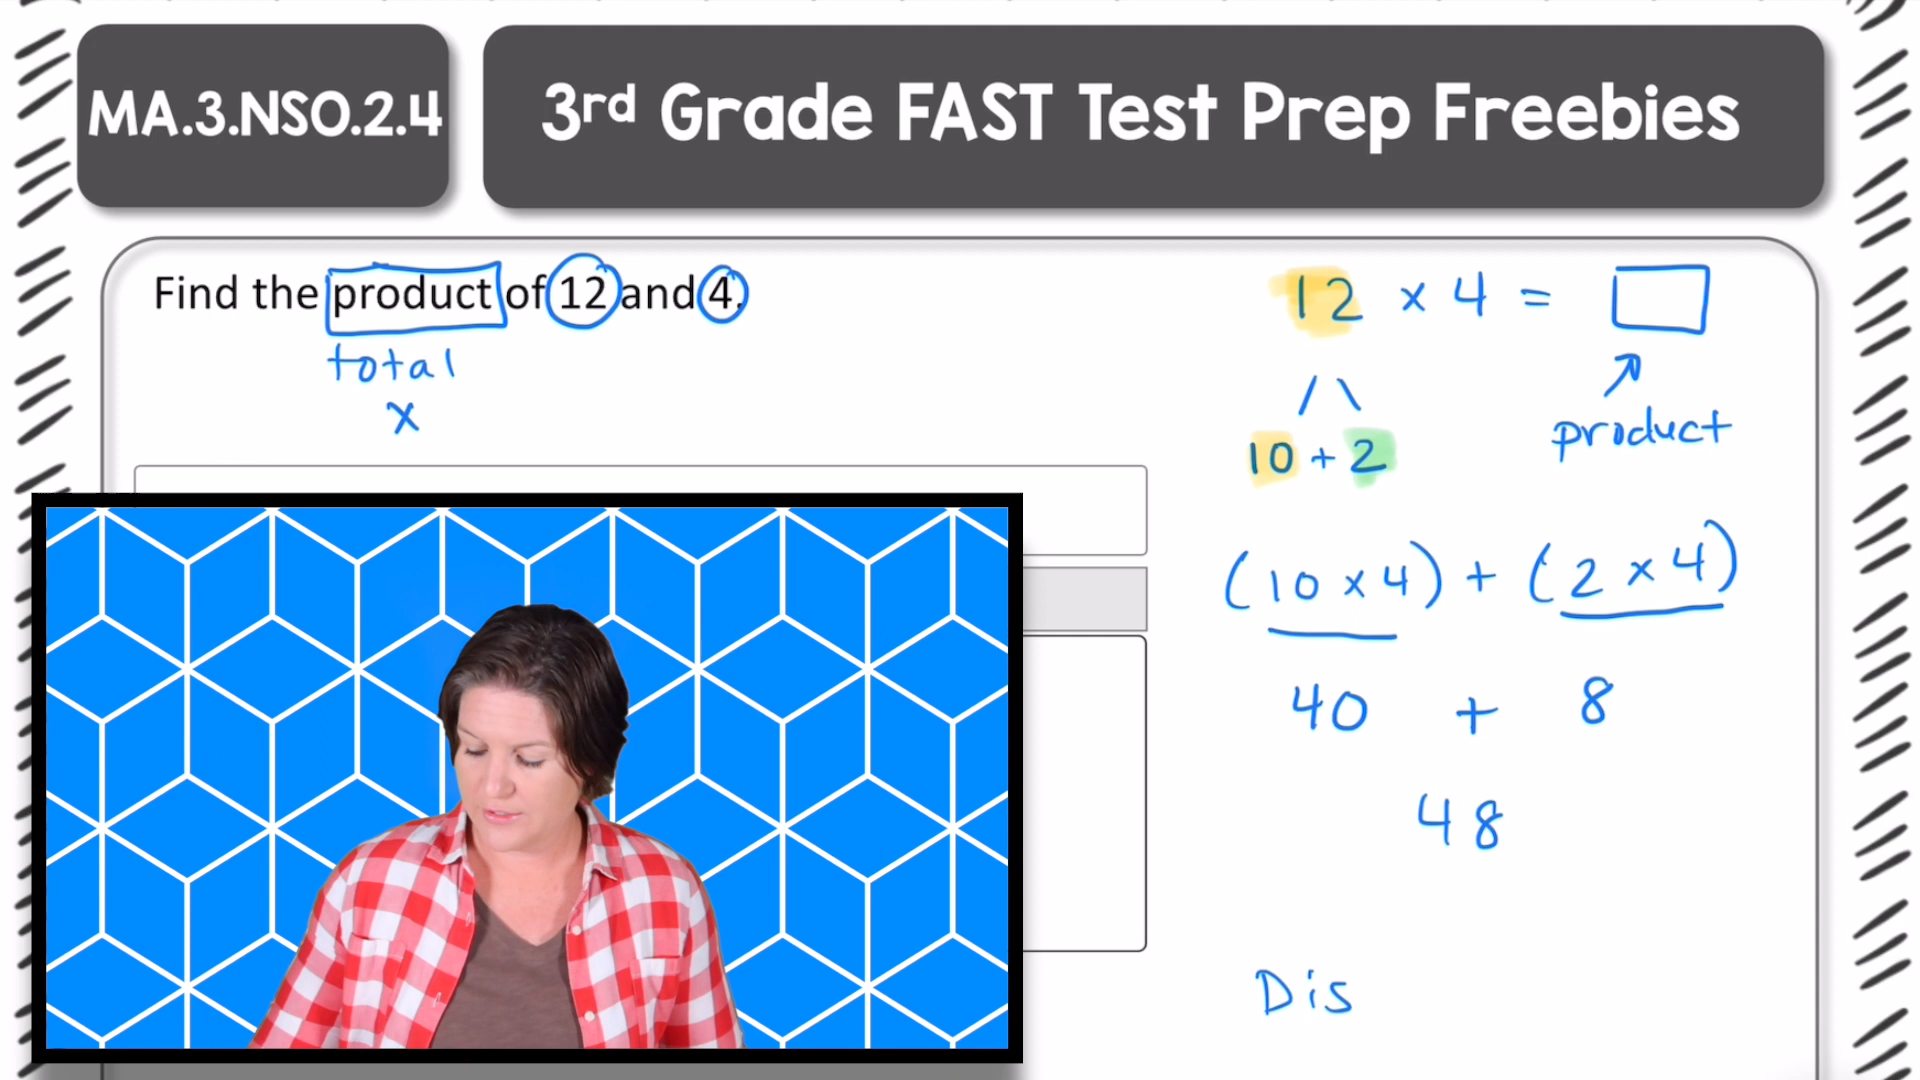 MA.3.NSO.2.4
3rd Grade FAST Test Prep Freebies
Find the product of 12 and 4.
total
x
12 x 4 =
product
10 + 2
(10 x 4) + (2 x 4)
40 + 8
48
Dis